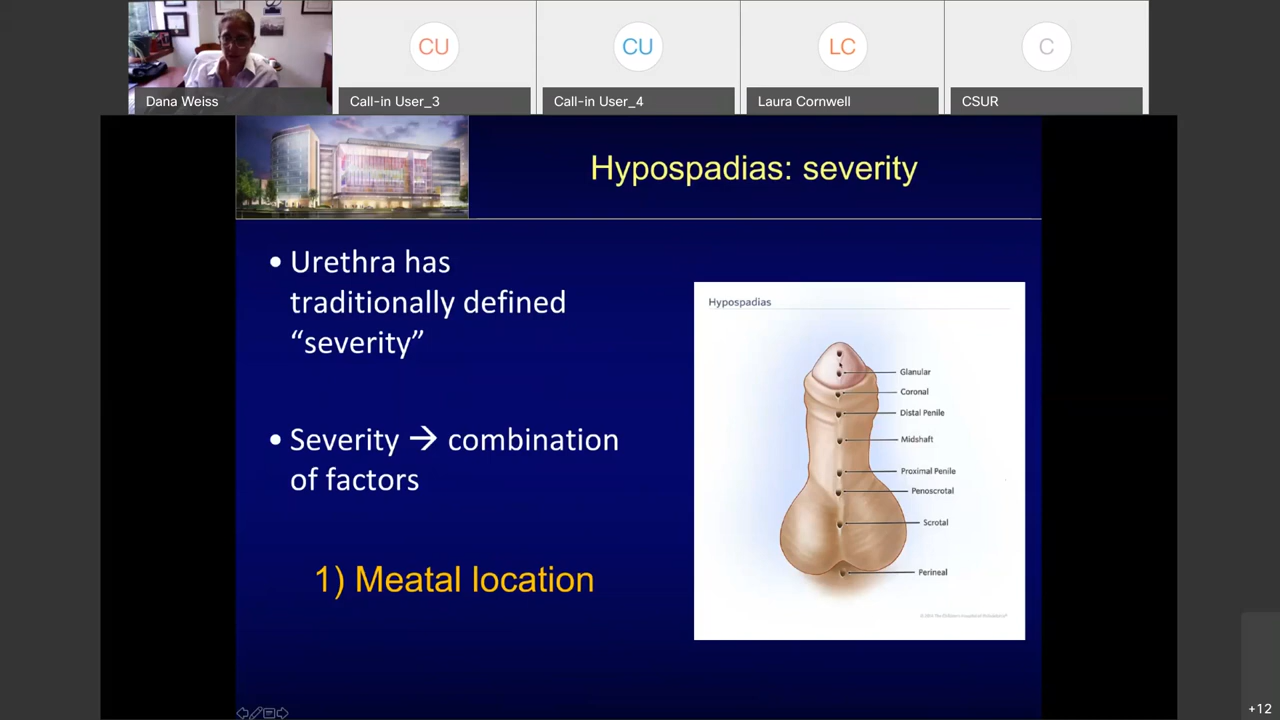 CU
CU
LC
C
Dana Weiss
Call-in User_3
Call-in User_4
Laura Cornwell
CSUR
Hypospadias: severity
• Urethra has
traditionally defined
“severity”
• Severity → combination
of factors
1) Meatal location
Hypospadias
Glanular
Coronal
Distal Penile
Midshaft
Proximal Penile
Penoscrotal
Scrotal
Perineal
+12